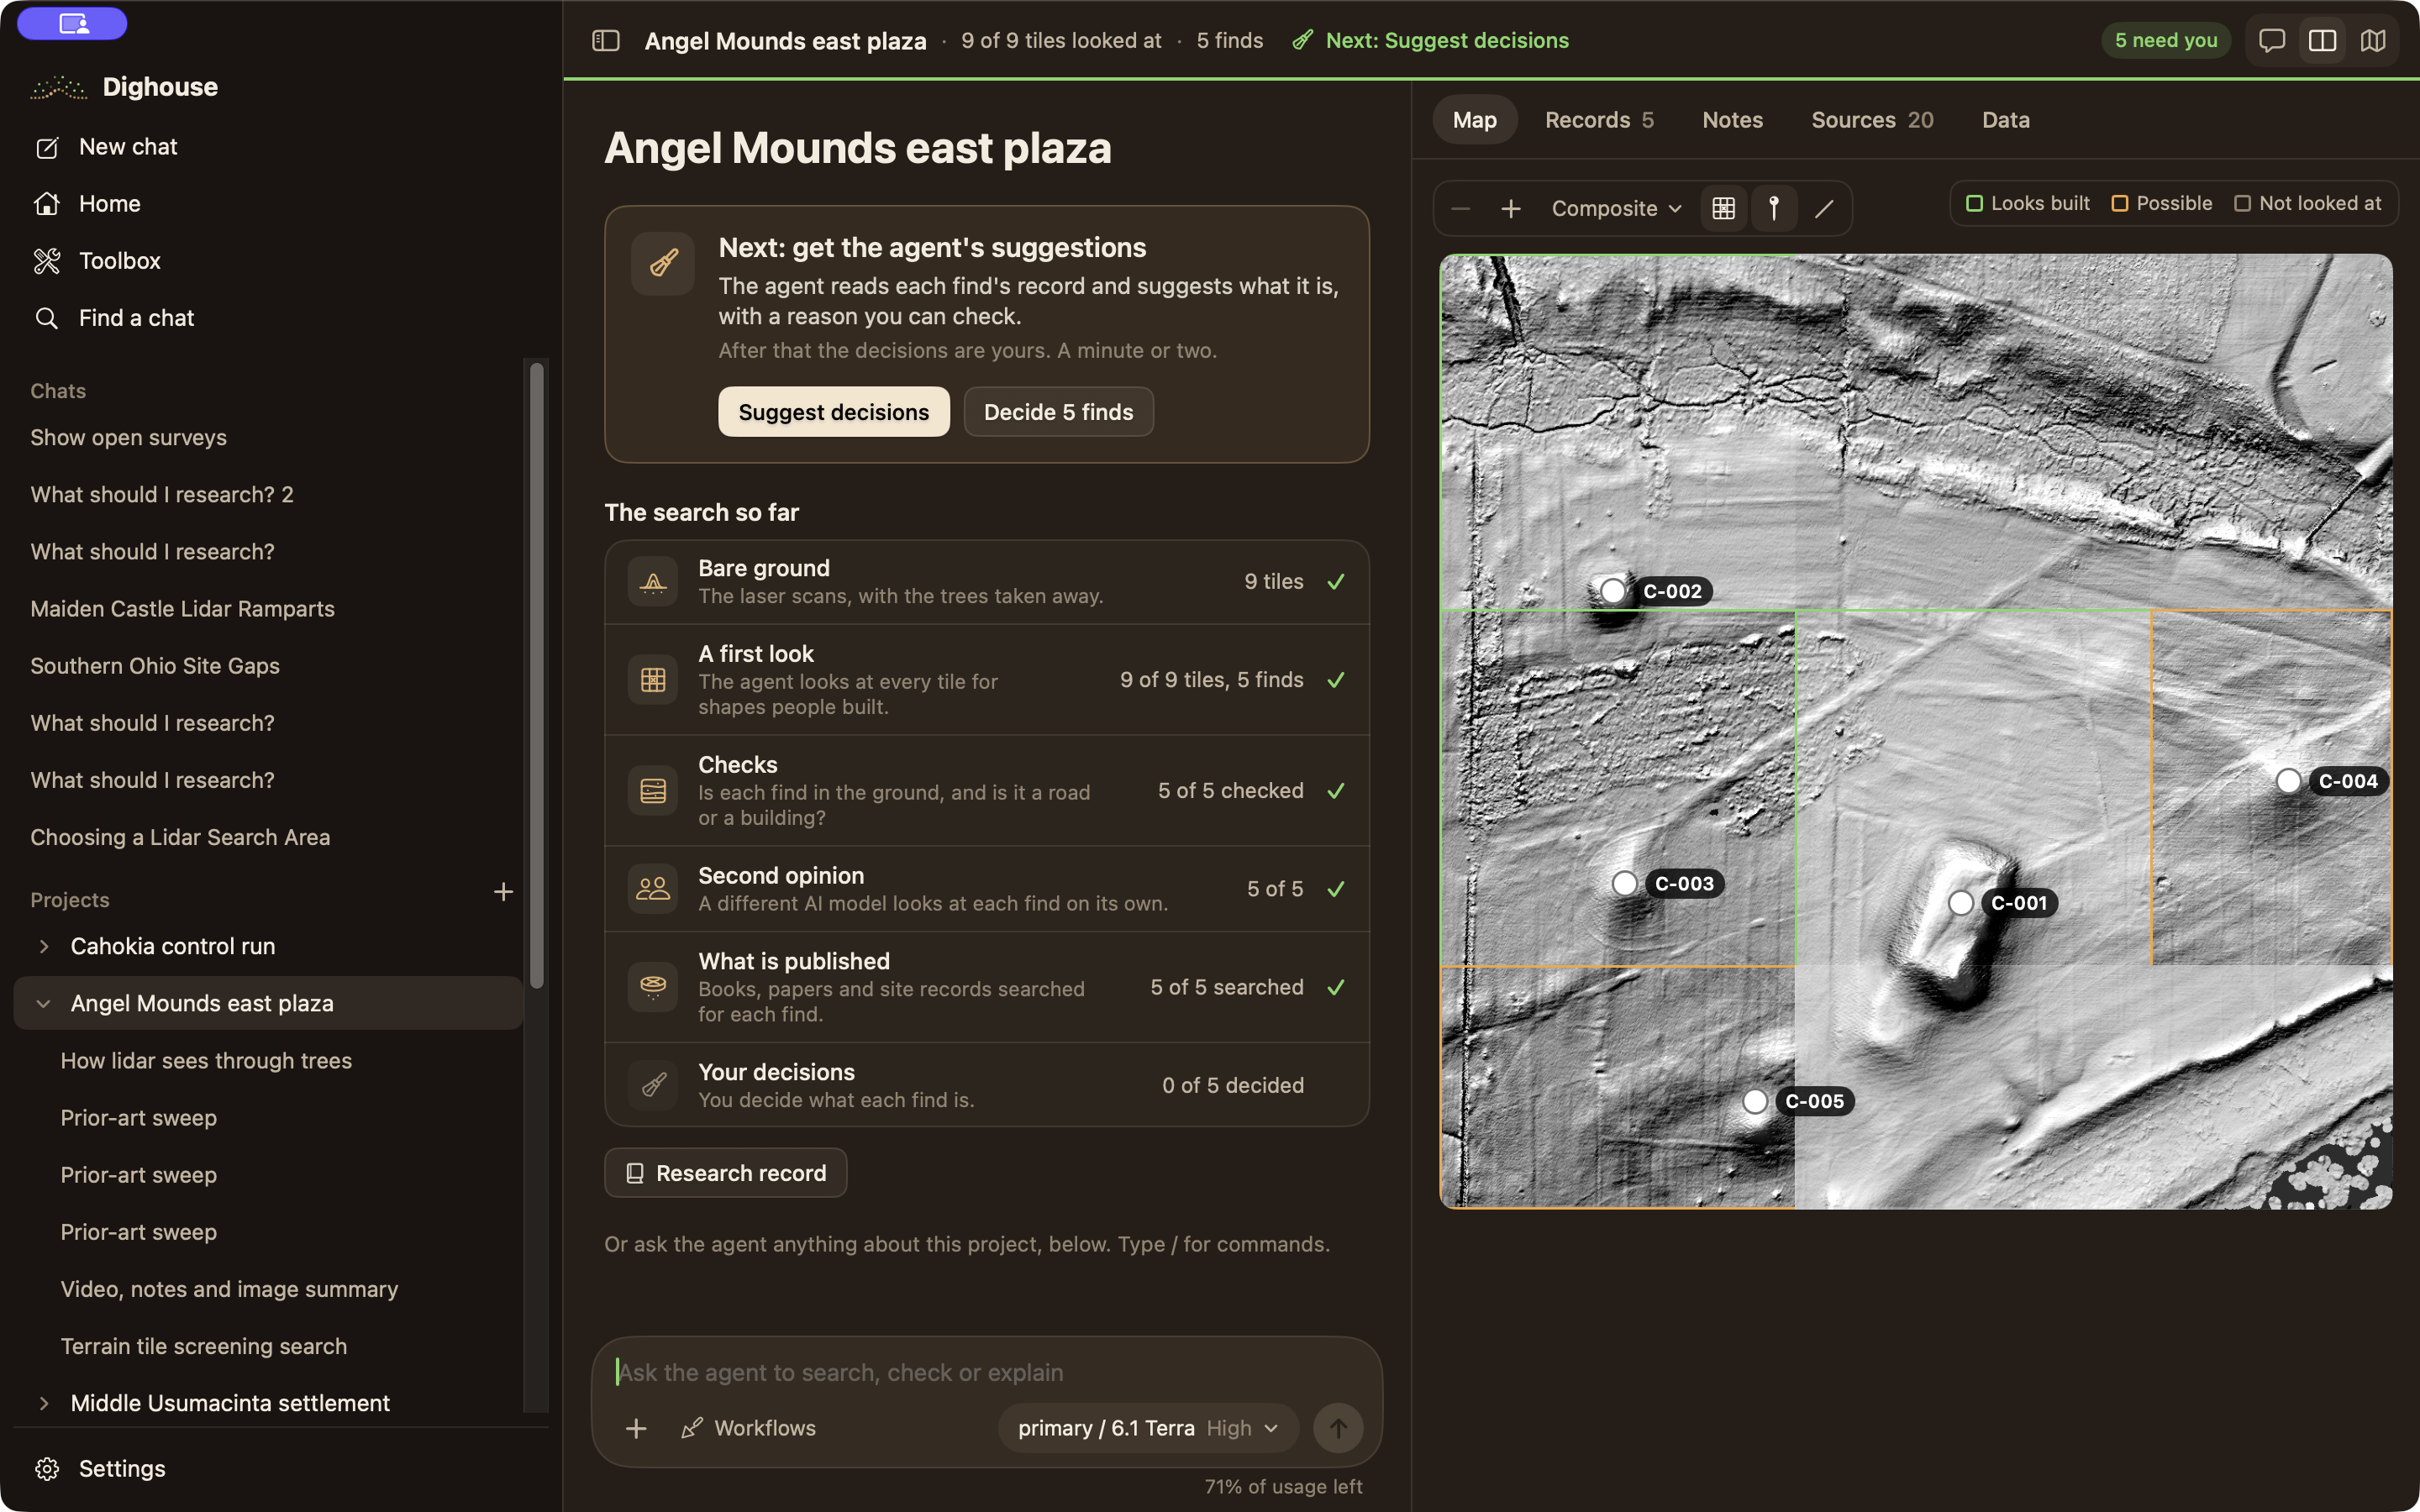 Dighouse
New chat
Home
Toolbox
Find a chat
Chats
Show open surveys
What should I research? 2
What should I research?
Maiden Castle Lidar Ramparts
Southern Ohio Site Gaps
What should I research?
What should I research?
Choosing a Lidar Search Area
Projects
Cahokia control run
Angel Mounds east plaza
How lidar sees through trees
Prior-art sweep
Prior-art sweep
Prior-art sweep
Video, notes and image summary
Terrain tile screening search
Middle Usumacinta settlement
Settings
Angel Mounds east plaza · 9 of 9 tiles looked at · 5 finds Next: Suggest decisions
5 need you
Angel Mounds east plaza
Next: get the agent's suggestions
The agent reads each find's record and suggests what it is,
with a reason you can check.
After that the decisions are yours. A minute or two.
Suggest decisions Decide 5 finds
The search so far
Bare ground
The laser scans, with the trees taken away.
9 tiles
A first look
The agent looks at every tile for
shapes people built.
9 of 9 tiles, 5 finds
Checks
Is each find in the ground, and is it a road
or a building?
5 of 5 checked
Second opinion
A different AI model looks at each find on its own.
5 of 5
What is published
Books, papers and site records searched
for each find.
5 of 5 searched
Your decisions
You decide what each find is.
0 of 5 decided
Research record
Or ask the agent anything about this project, below. Type / for commands.
Ask the agent to search, check or explain
Workflows
primary / 6.1 Terra High
71% of usage left
Map Records 5 Notes Sources 20 Data
Composite
Looks built Possible Not looked at
C-002
C-004
C-003
C-001
C-005